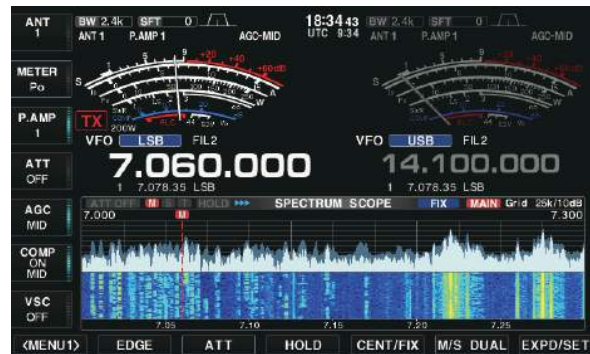 ANT 1
BW 2.4k SFT 0
18:34 43
BW 2.4k SFT 0
ANT 1 P.AMP 1 AGC-MID
UTC 9:34
ANT 1 P.AMP 1 AGC-MID
METER Po
S 9 +20 +40 +60dB
P.AMP 1
TX
200W
VFO LSB FIL2
VFO USB FIL2
7.060.000
14.100.000
ATT OFF
1 7.078.35 LSB
1 7.078.35 LSB
AGC MID
ATT OFF M S T HOLD SPECTRUM SCOPE FIX MAIN Grid 25k/10dB
7.000 M 7.300
COMP ON MID
VSC OFF
7.05 7.10 7.15 7.20 7.25
<MENU1> EDGE ATT HOLD CENT/FIX M/S DUAL EXPD/SET